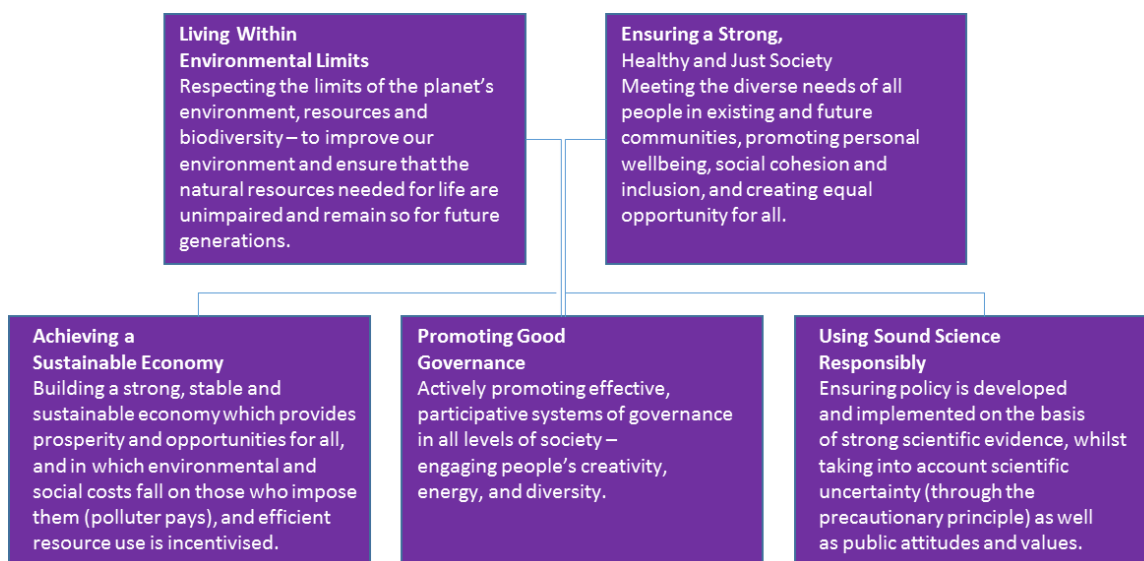 Living Within
Environmental Limits
Respecting the limits of the planet’s
environment, resources and
biodiversity – to improve our
environment and ensure that the
natural resources needed for life are
unimpaired and remain so for future
generations.
Ensuring a Strong,
Healthy and Just Society
Meeting the diverse needs of all
people in existing and future
communities, promoting personal
wellbeing, social cohesion and
inclusion, and creating equal
opportunity for all.
Achieving a
Sustainable Economy
Building a strong, stable and
sustainable economy which provides
prosperity and opportunities for all,
and in which environmental and
social costs fall on those who impose
them (polluter pays), and efficient
resource use is incentivised.
Promoting Good
Governance
Actively promoting effective,
participative systems of governance
in all levels of society –
engaging people’s creativity,
energy, and diversity.
Using Sound Science
Responsibly
Ensuring policy is developed
and implemented on the basis
of strong scientific evidence, whilst
taking into account scientific
uncertainty (through the
precautionary principle) as well
as public attitudes and values.